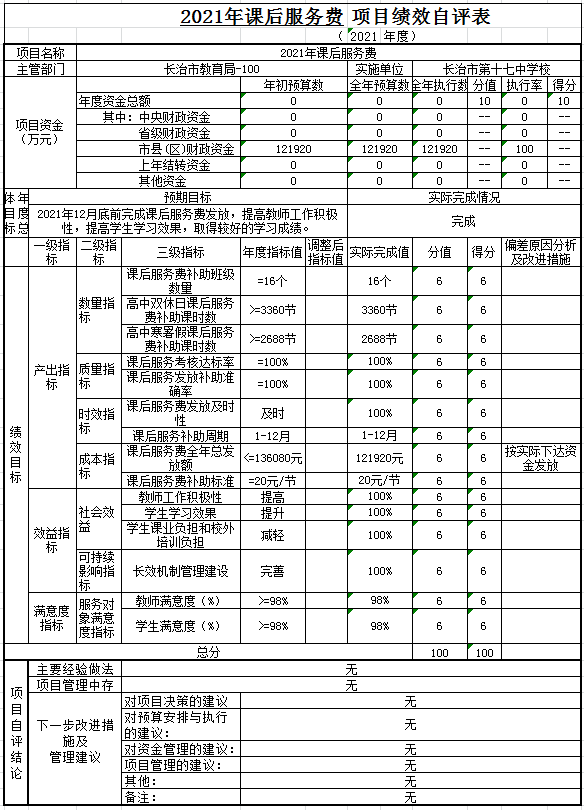 2021年课后服务费 项目绩效自评表
（ 2021 年度）
项目名称 2021年课后服务费
主管部门 长治市教育局-100 实施单位 长治市第十七中学校
项目资金（万元） 年初预算数 全年预算数 全年执行数 分值 执行率 得分
年度资金总额 0 0 0 10 0 10
其中：中央财政资金 0 0 0 -- 0 --
省级财政资金 0 0 0 -- 0 --
市县(区)财政资金 121920 121920 121920 -- 100 --
上年结转资金 0 0 0 -- 0 --
其他资金 0 0 0 -- 0 --
年度总体目标 预期目标 实际完成情况
2021年12月底前完成课后服务费发放，提高教师工作积极性，提高学生学习效果，取得较好的学习成绩。 完成
绩效目标 一级指标 二级指标 三级指标 年度指标值 调整后指标值 实际完成值 分值 得分 偏差原因分析及改进措施
产出指标 数量指标 课后服务费补助班级数量 =16个 16个 6 6
高中双休日课后服务费补助课时数 >=3360节 3360节 6 6
高中寒暑假课后服务费补助课时数 >=2688节 2688节 6 6
质量指标 课后服务考核达标率 =100% 100% 6 6
课后服务发放补助准确率 =100% 100% 6 6
时效指标 课后服务费发放及时性 及时 100% 6 6
课后服务补助周期 1-12月 1-12月 6 6
成本指标 课后服务费全年总发放额 <=136080元 121920元 6 6 按实际下达资金发放
课后服务费补助标准 =20元/节 20元/节 6 6
效益指标 社会效益 教师工作积极性 提高 100% 6 6
学生学习效果 提升 100% 6 6
学生课业负担和校外培训负担 减轻 100% 6 6
可持续影响指标 长效机制管理建设 完善 100% 6 6
满意度指标 服务对象满意度指标 教师满意度（%） >=98% 98% 6 6
学生满意度（%） >=98% 98% 6 6
总分 100 100
项目自评结论 主要经验做法 无
项目管理中存 无
下一步改进措施及管理建议 对项目决策的建议 无
对预算安排与执行的建议： 无
对资金管理的建议： 无
项目管理的建议： 无
其他： 无
备注： 无